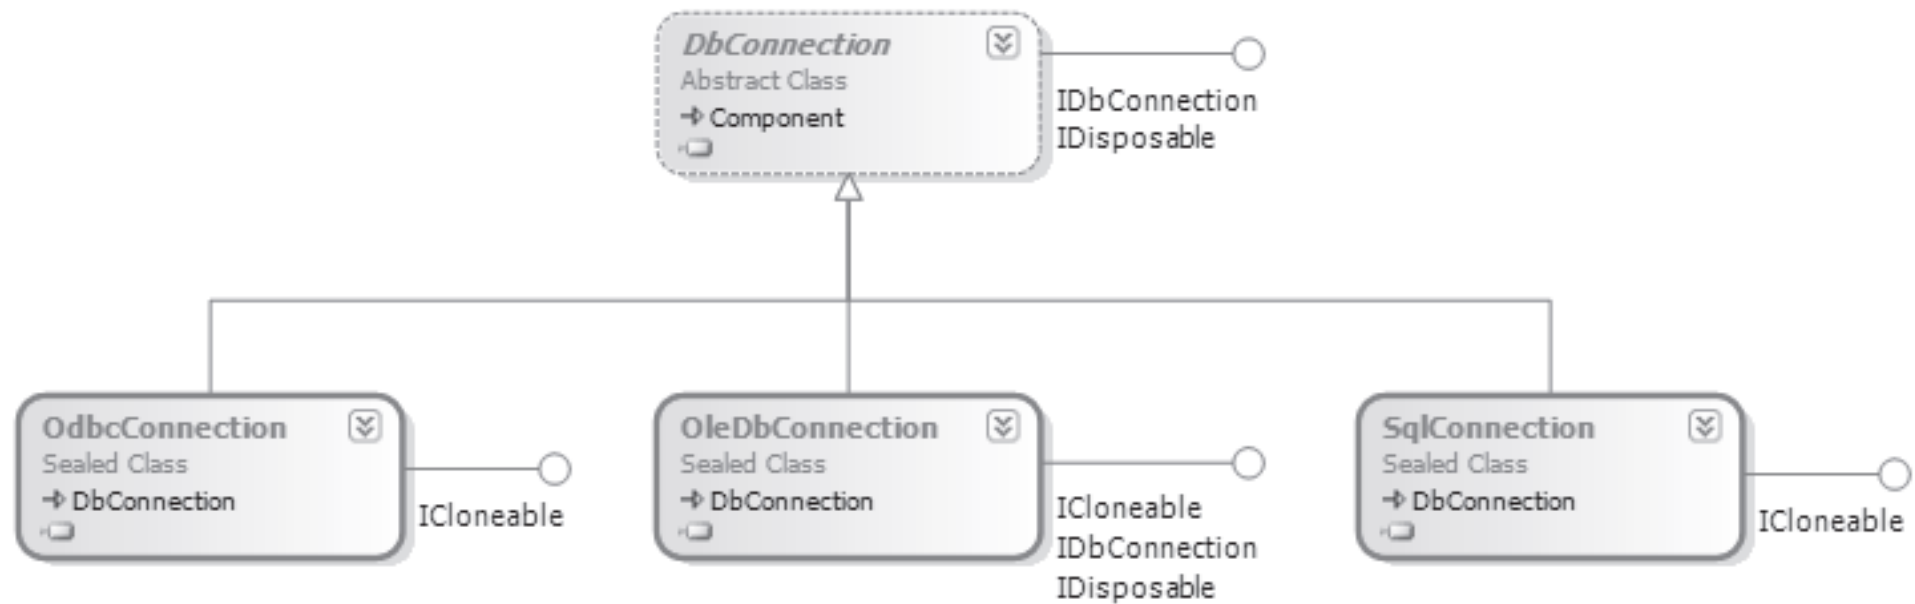 DbConnection
Abstract Class
Component
IDbConnection
IDisposable
OdbcConnection
Sealed Class
DbConnection
ICloneable
OleDbConnection
Sealed Class
DbConnection
ICloneable
IDbConnection
IDisposable
SqlConnection
Sealed Class
DbConnection
ICloneable